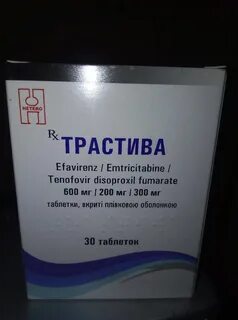 HETERO
Rx ТРАСТИВА
Efavirenz / Emtricitabine /
Tenofovir disoproxil fumarate
600 мг / 200 мг / 300 мг
таблетки, вкриті плівковою оболонкою
30 таблеток